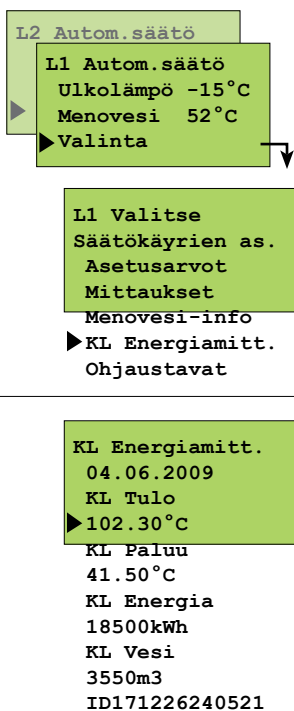 L2 Autom.säätö
L1 Autom.säätö
Ulkolämpö -15°C
Menovesi 52°C
Valinta
L1 Valitse
Säätökäyrien as.
Asetusarvot
Mittaukset
Menovesi-info
KL Energiamitt.
Ohjaustavat
KL Energiamitt.
04.06.2009
KL Tulo
102.30°C
KL Paluu
41.50°C
KL Energia
18500kWh
KL Vesi
3550m3
ID171226240521